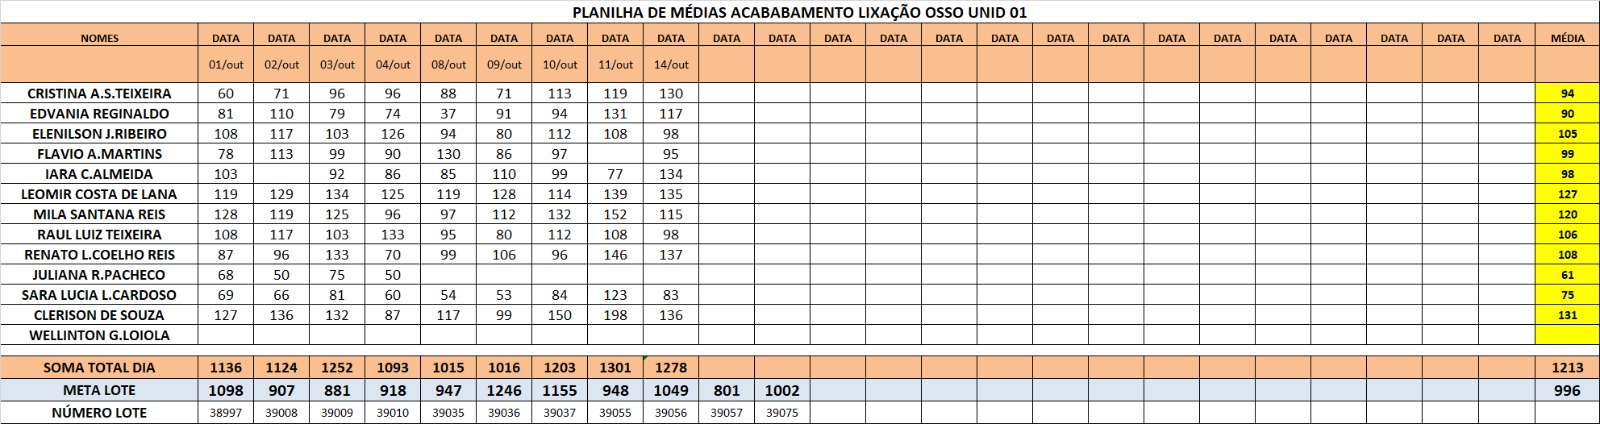 PLANILHA DE MÉDIAS ACABABAMENTO LIXAÇÃO OSSO UNID 01
NOMES DATA DATA DATA DATA DATA DATA DATA DATA DATA DATA DATA DATA DATA DATA DATA DATA DATA DATA DATA DATA DATA DATA DATA DATA MÉDIA
01/out 02/out 03/out 04/out 08/out 09/out 10/out 11/out 14/out
CRISTINA A.S.TEIXEIRA 60 71 96 96 88 71 113 119 130 94
EDVANIA REGINALDO 81 110 79 74 37 91 94 131 117 90
ELENILSON J.RIBEIRO 108 117 103 126 94 80 112 108 98 105
FLAVIO A.MARTINS 78 113 99 90 130 86 97 95 99
IARA C.ALMEIDA 103 92 86 85 110 99 77 134 98
LEOMIR COSTA DE LANA 119 129 134 125 119 128 114 139 135 127
MILA SANTANA REIS 128 119 125 96 97 112 132 152 115 120
RAUL LUIZ TEIXEIRA 108 117 103 133 95 80 112 108 98 106
RENATO L.COELHO REIS 87 96 133 70 99 106 96 146 137 108
JULIANA R.PACHECO 68 50 75 50 61
SARA LUCIA L.CARDOSO 69 66 81 60 54 53 84 123 83 75
CLERISON DE SOUZA 127 136 132 87 117 99 150 198 136 131
WELLINTON G.LOIOLA
SOMA TOTAL DIA 1136 1124 1252 1093 1015 1016 1203 1301 1278 1213
META LOTE 1098 907 881 918 947 1246 1155 948 1049 801 1002 996
NÚMERO LOTE 38997 39008 39009 39010 39035 39036 39037 39055 39056 39057 39075